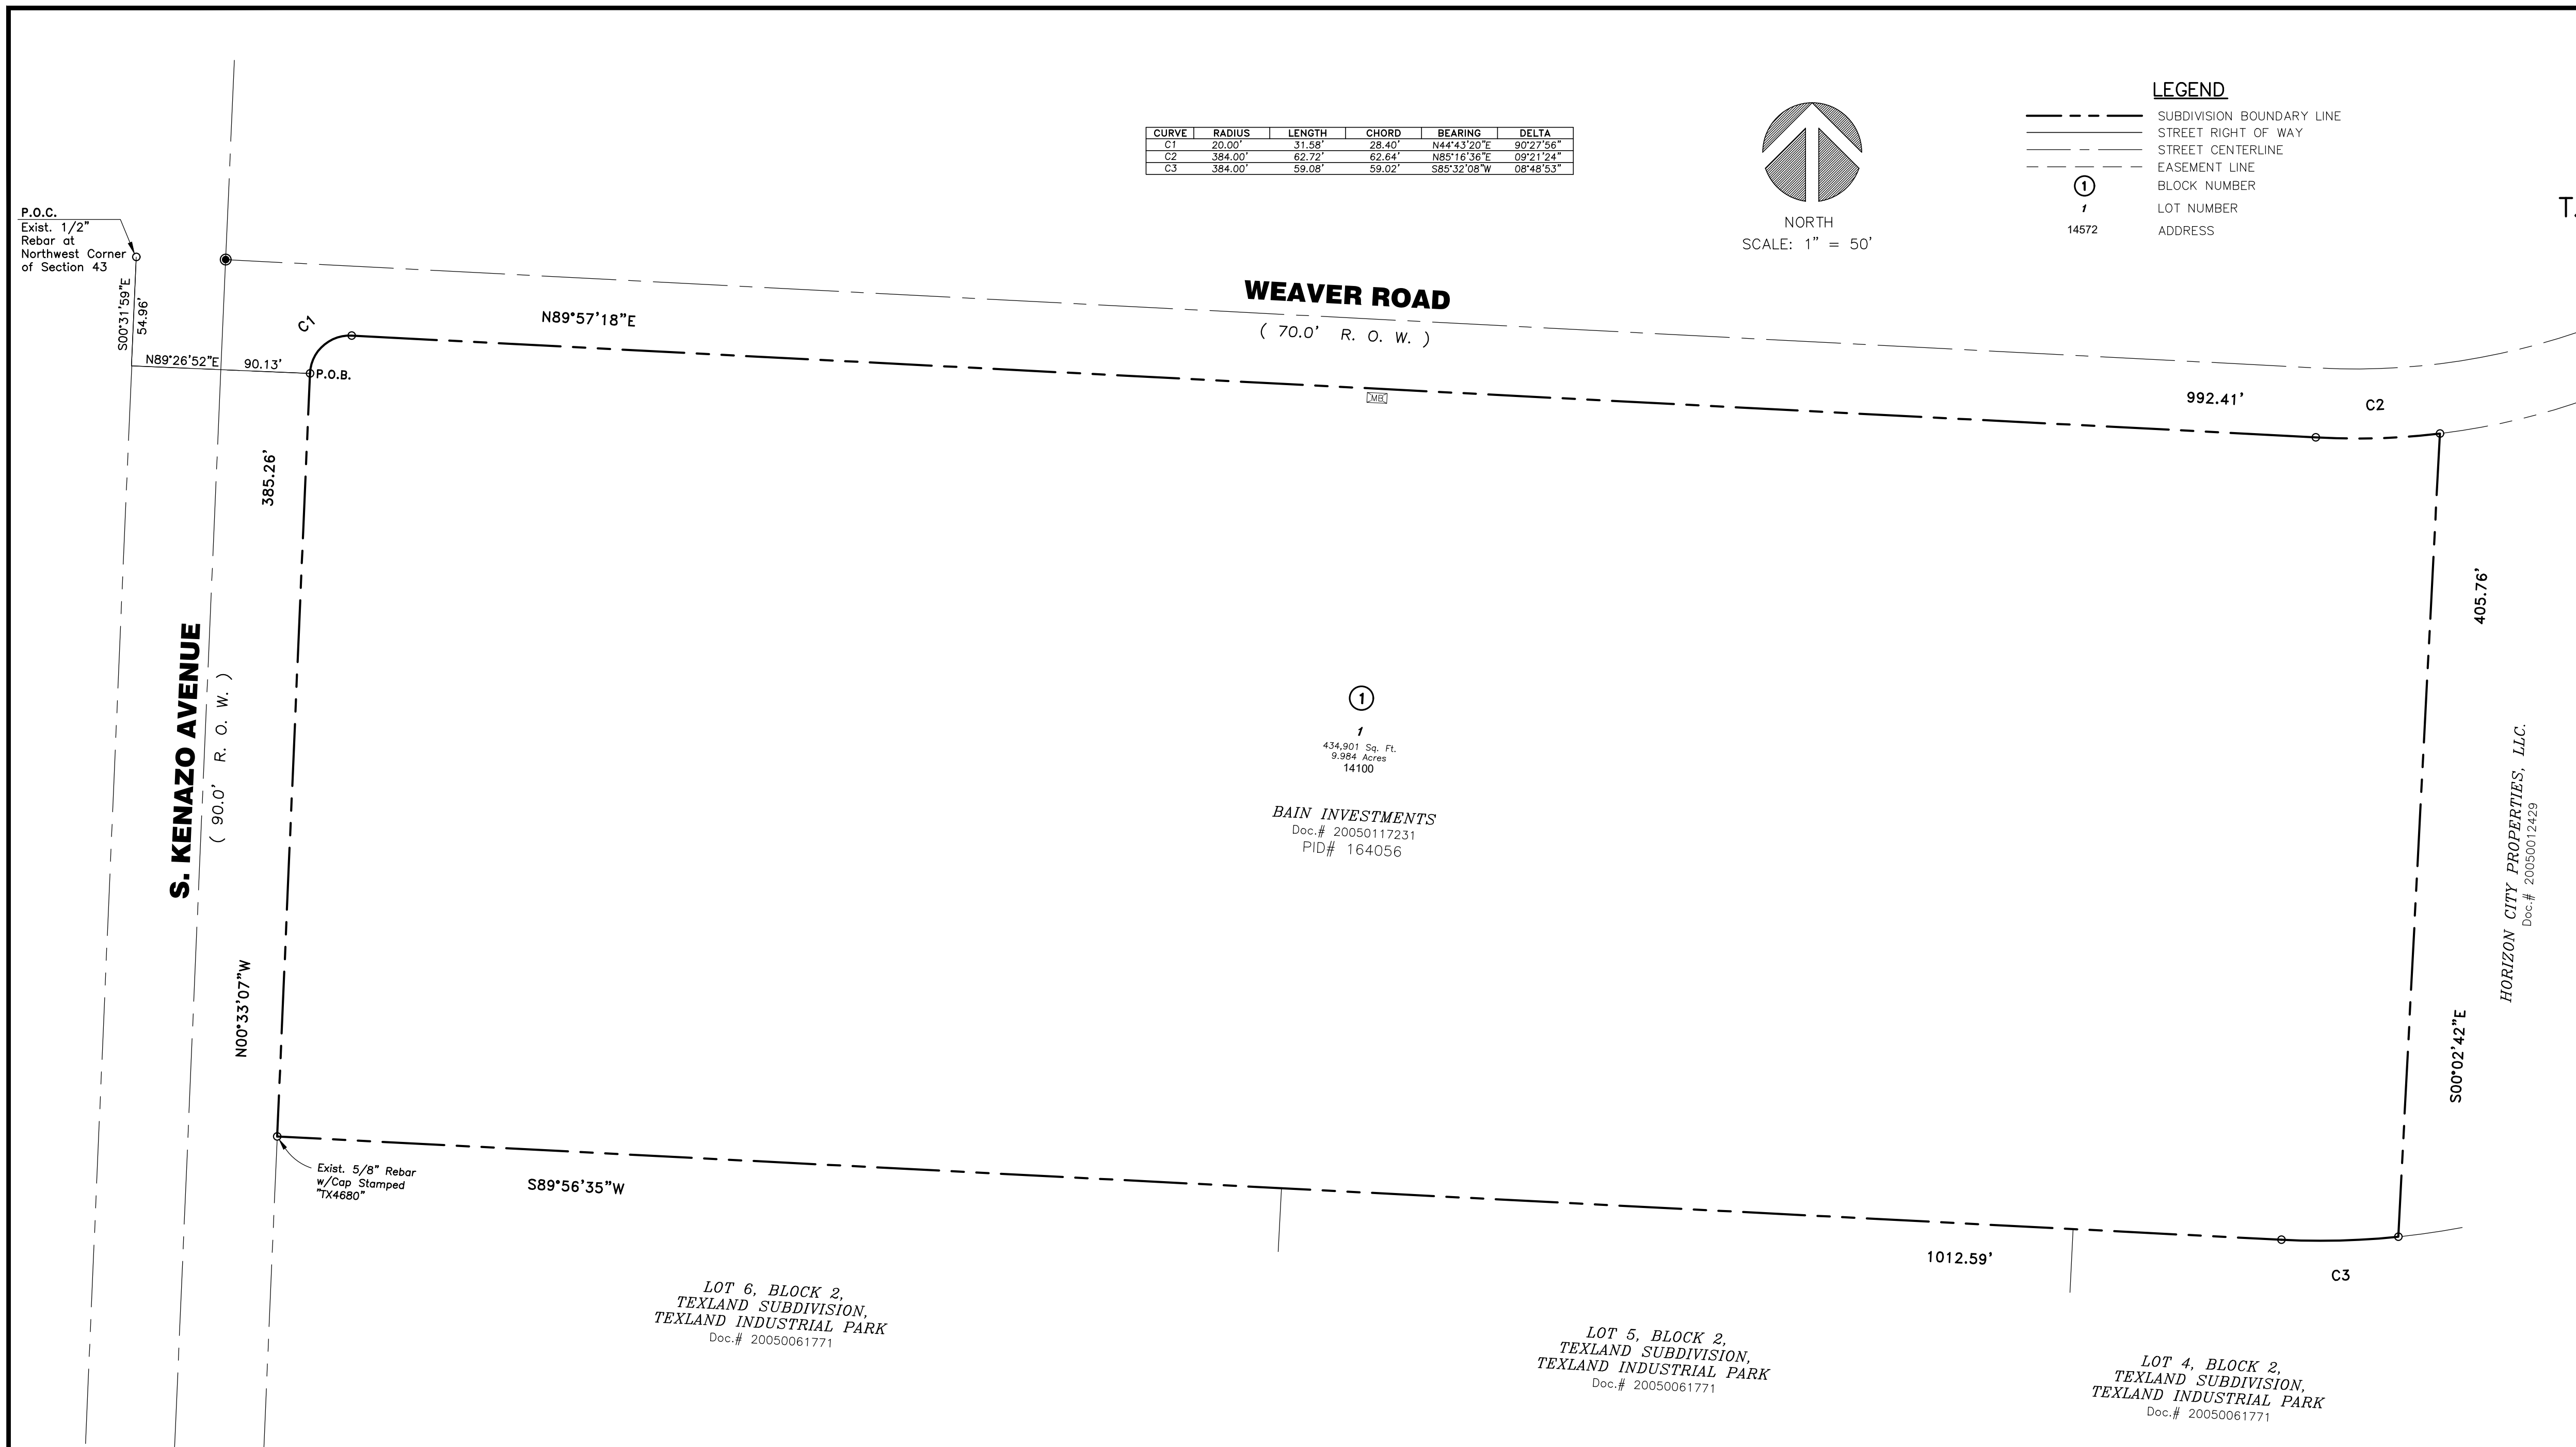 LEGEND
SUBDIVISION BOUNDARY LINE
STREET RIGHT OF WAY
STREET CENTERLINE
EASEMENT LINE
1 BLOCK NUMBER
1 LOT NUMBER
14572 ADDRESS
CURVE RADIUS LENGTH CHORD BEARING DELTA
C1 20.00' 31.58' 28.40' N44°43'20"E 90°27'56"
C2 384.00' 62.72' 62.64' N85°16'36"E 09°21'24"
C3 384.00' 59.08' 59.02' S85°32'08"W 08°48'53"
NORTH
SCALE: 1" = 50'
P.O.C.
Exist. 1/2"
Rebar at
Northwest Corner
of Section 43
S00°31'59"E
54.96'
N89°26'52"E 90.13'
P.O.B.
C1
N89°57'18"E
WEAVER ROAD
( 70.0' R. O. W. )
MB
992.41'
C2
385.26'
405.76'
S. KENAZO AVENUE
( 90.0' R. O. W. )
N00°33'07"W
1
1
434,901 Sq. Ft.
9.984 Acres
14100
BAIN INVESTMENTS
Doc.# 20050117231
PID# 164056
HORIZON CITY PROPERTIES, LLC.
Doc.# 20050012429
S00°02'42"E
Exist. 5/8" Rebar
w/Cap Stamped
"TX4680"
S89°56'35"W
1012.59'
C3
LOT 6, BLOCK 2,
TEXLAND SUBDIVISION,
TEXLAND INDUSTRIAL PARK
Doc.# 20050061771
LOT 5, BLOCK 2,
TEXLAND SUBDIVISION,
TEXLAND INDUSTRIAL PARK
Doc.# 20050061771
LOT 4, BLOCK 2,
TEXLAND SUBDIVISION,
TEXLAND INDUSTRIAL PARK
Doc.# 20050061771